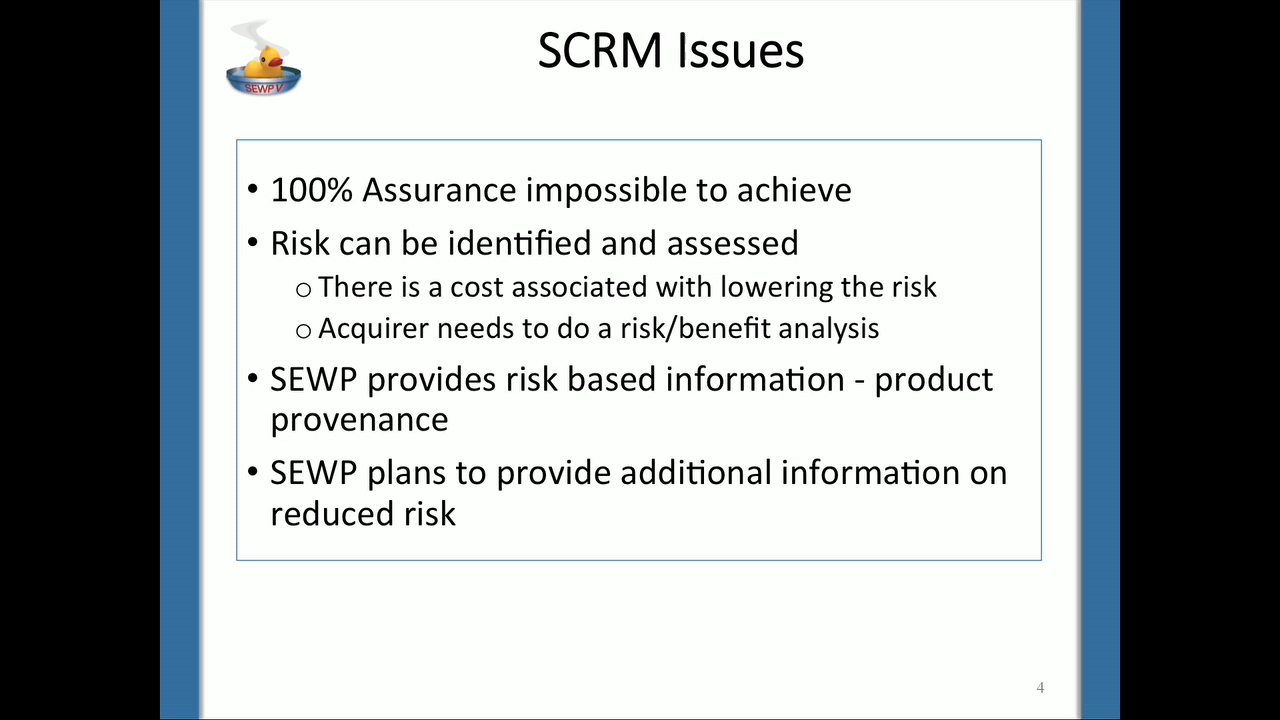 SCRM Issues
SEWP V
• 100% Assurance impossible to achieve
• Risk can be identified and assessed
o There is a cost associated with lowering the risk
o Acquirer needs to do a risk/benefit analysis
• SEWP provides risk based information - product
provenance
• SEWP plans to provide additional information on
reduced risk
4